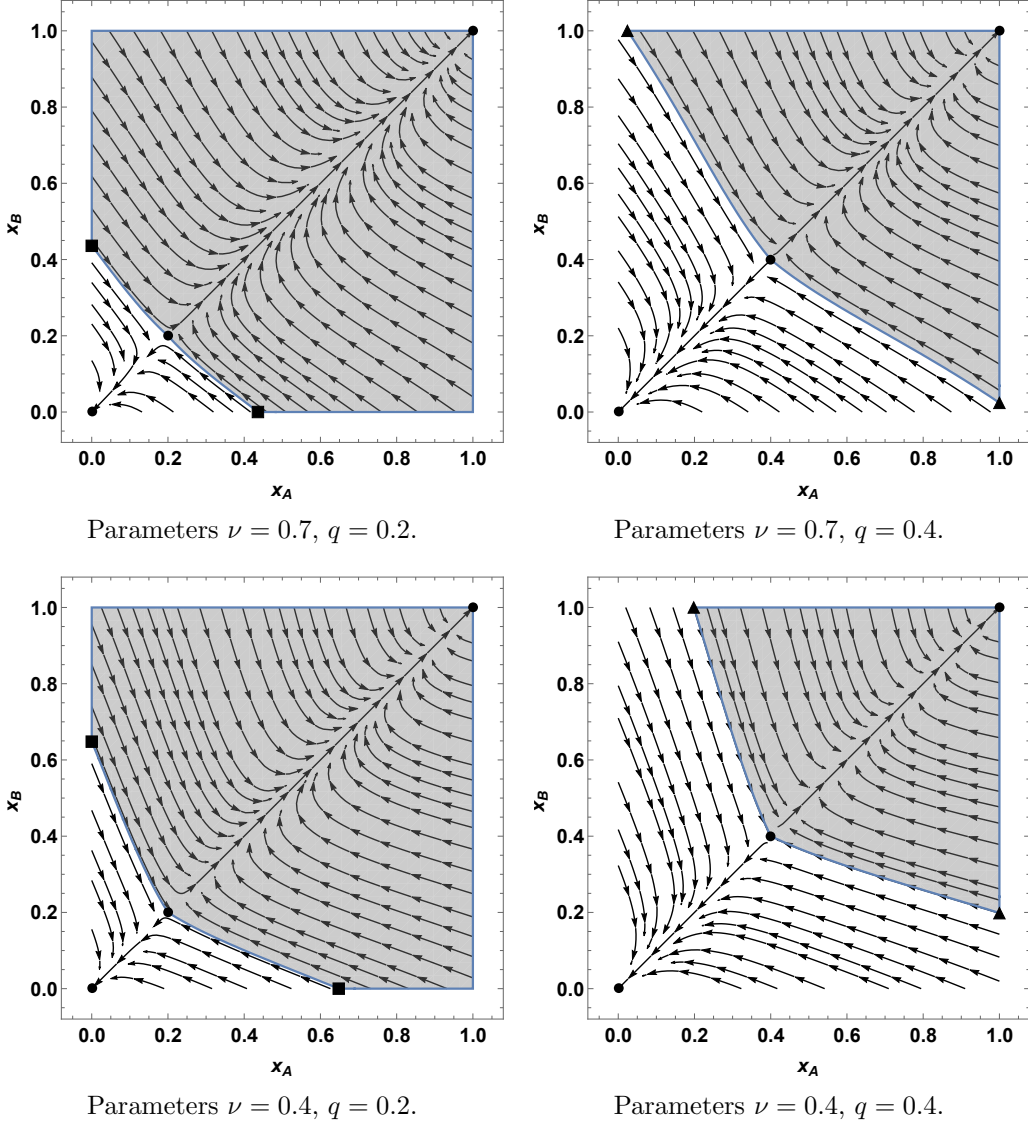 1.0
0.8
0.6
0.4
0.2
0.0
x_B
0.0 0.2 0.4 0.6 0.8 1.0
x_A
Parameters ν = 0.7, q = 0.2.
1.0
0.8
0.6
0.4
0.2
0.0
x_B
0.0 0.2 0.4 0.6 0.8 1.0
x_A
Parameters ν = 0.7, q = 0.4.
1.0
0.8
0.6
0.4
0.2
0.0
x_B
0.0 0.2 0.4 0.6 0.8 1.0
x_A
Parameters ν = 0.4, q = 0.2.
1.0
0.8
0.6
0.4
0.2
0.0
x_B
0.0 0.2 0.4 0.6 0.8 1.0
x_A
Parameters ν = 0.4, q = 0.4.